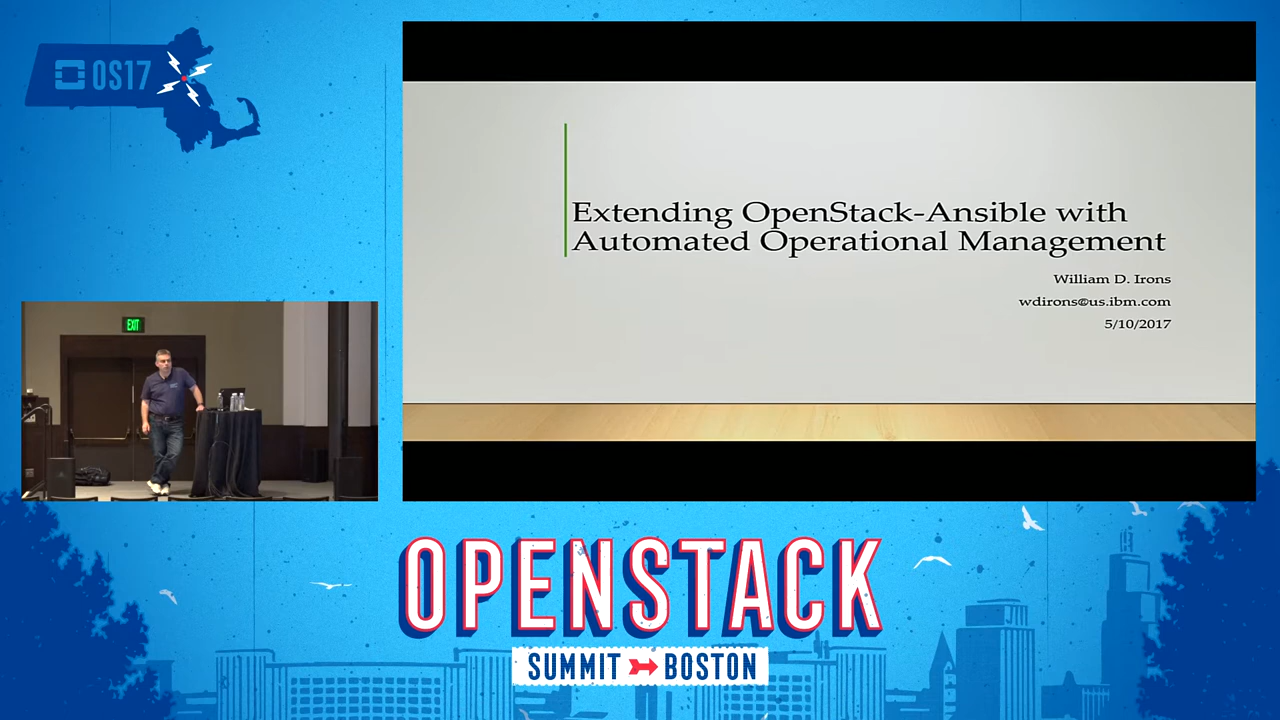 OS17
Extending OpenStack-Ansible with
Automated Operational Management
William D. Irons
wdirons@us.ibm.com
5/10/2017
EXIT
OPENSTACK
SUMMIT BOSTON